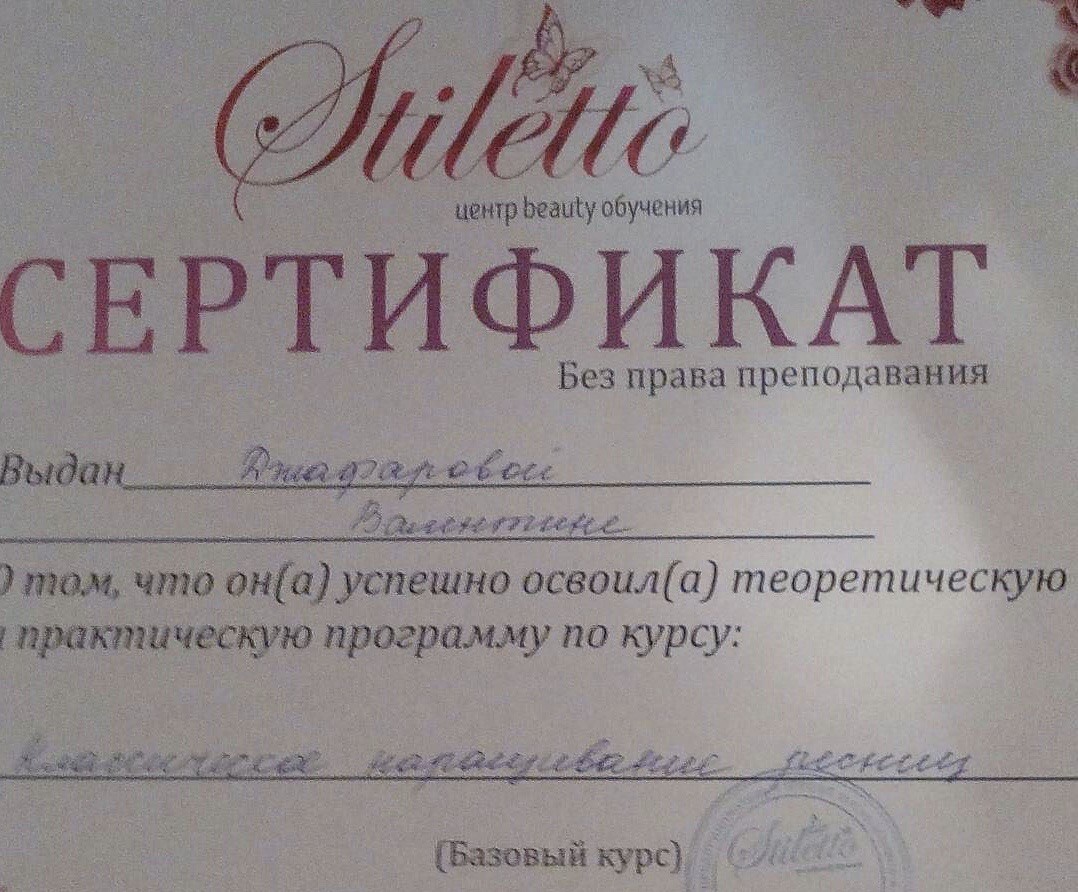 Stiletto
центр beauty обучения
СЕРТИФИКАТ
Без права преподавания
Выдан Джафаровой
Валентине
О том, что он(а) успешно освоил(а) теоретическую
и практическую программу по курсу:
Классическое наращивание ресниц
(Базовый курс)
Stiletto